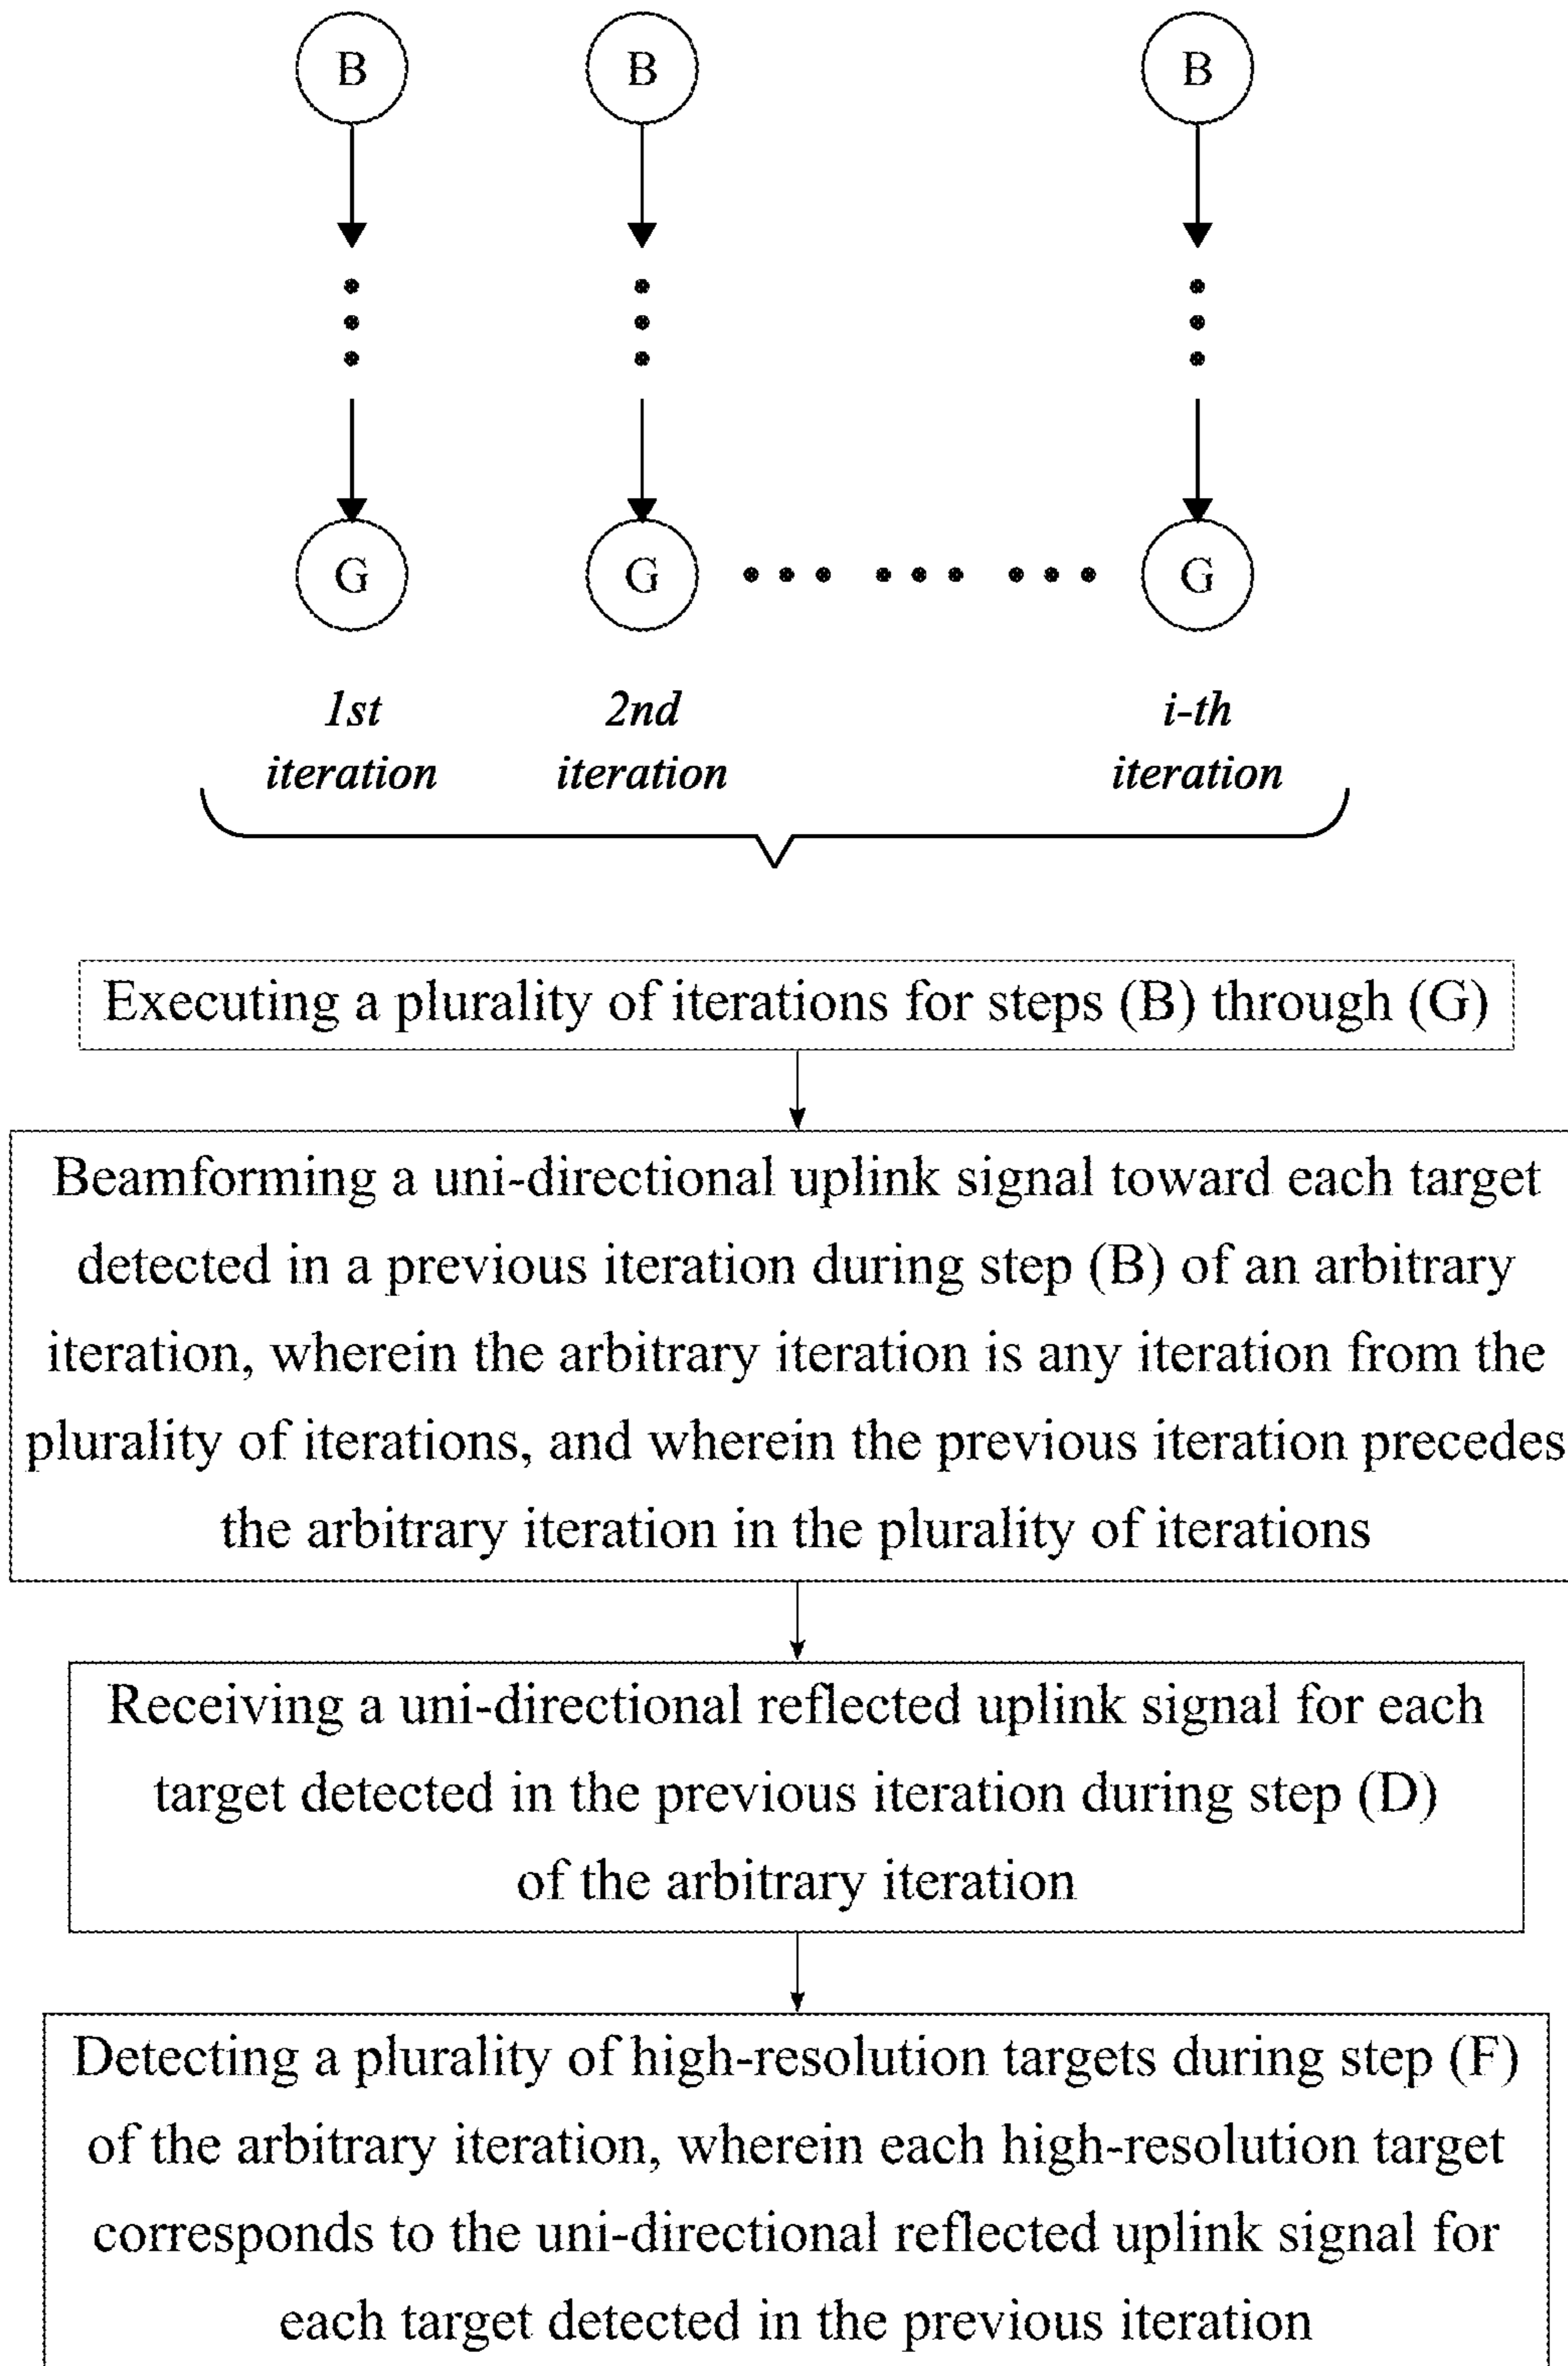 B B B
G G G
1st 2nd i-th
iteration iteration iteration
Executing a plurality of iterations for steps (B) through (G)
Beamforming a uni-directional uplink signal toward each target
detected in a previous iteration during step (B) of an arbitrary
iteration, wherein the arbitrary iteration is any iteration from the
plurality of iterations, and wherein the previous iteration precedes
the arbitrary iteration in the plurality of iterations
Receiving a uni-directional reflected uplink signal for each
target detected in the previous iteration during step (D)
of the arbitrary iteration
Detecting a plurality of high-resolution targets during step (F)
of the arbitrary iteration, wherein each high-resolution target
corresponds to the uni-directional reflected uplink signal for
each target detected in the previous iteration